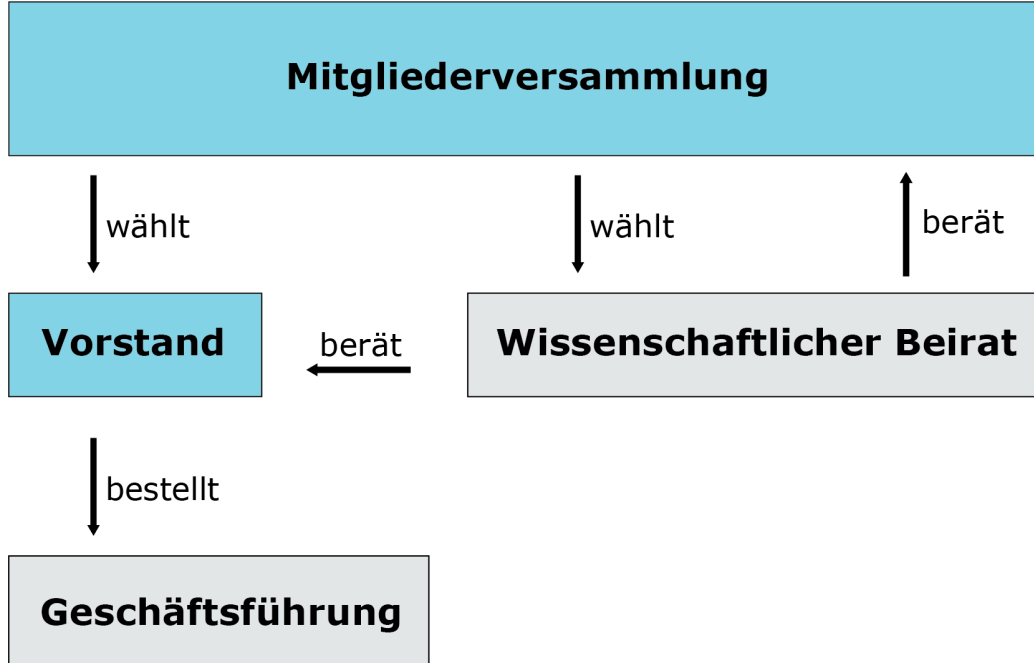 Mitgliederversammlung
wählt
wählt
berät
Vorstand
berät
Wissenschaftlicher Beirat
bestellt
Geschäftsführung